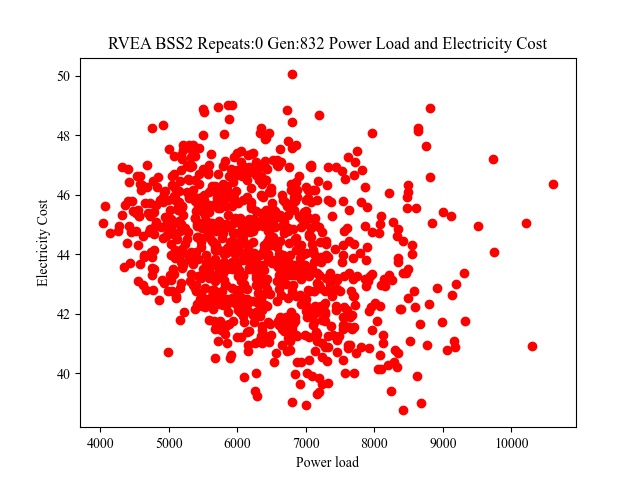 RVEA BSS2 Repeats:0 Gen:832 Power Load and Electricity Cost
50
48
46
44
42
40
Electricity Cost
4000 5000 6000 7000 8000 9000 10000
Power load